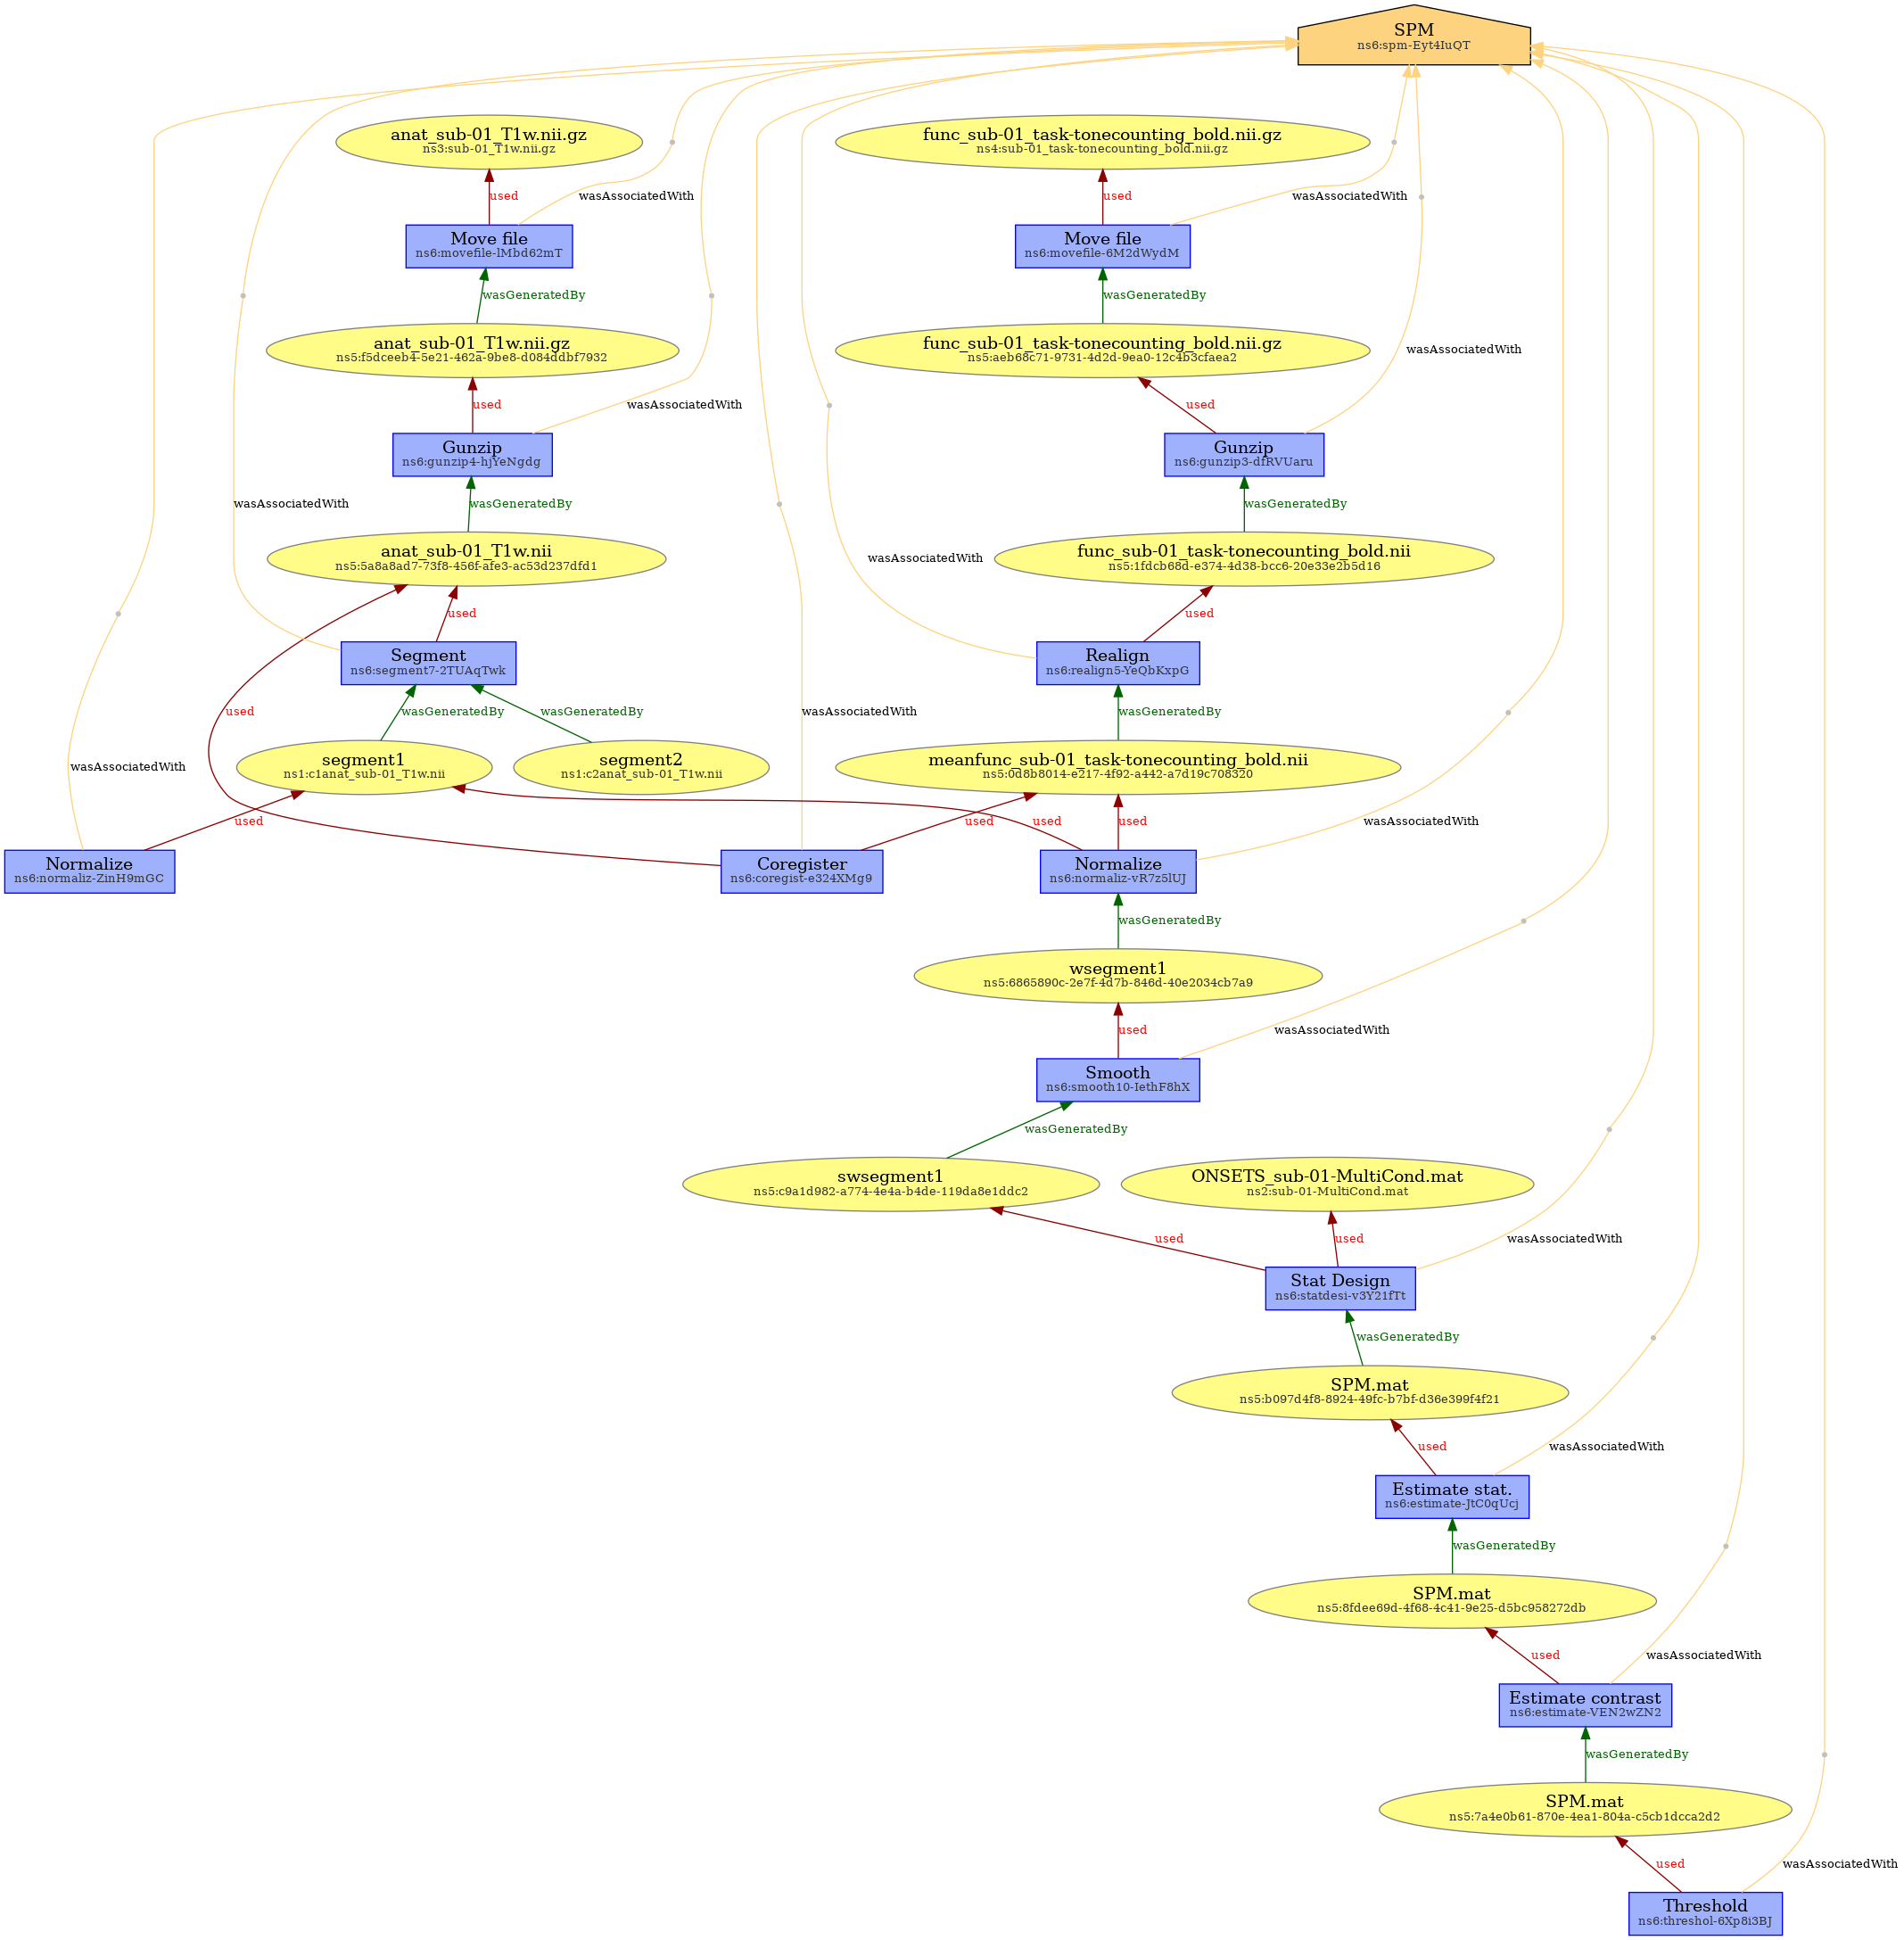 SPM
ns6:spm-Eyt4IuQT
anat_sub-01_T1w.nii.gz
ns3:sub-01_T1w.nii.gz
func_sub-01_task-tonecounting_bold.nii.gz
ns4:sub-01_task-tonecounting_bold.nii.gz
used
wasAssociatedWith
used
wasAssociatedWith
Move file
ns6:movefile-lMbd62mT
Move file
ns6:movefile-6M2dWydM
wasGeneratedBy
wasGeneratedBy
anat_sub-01_T1w.nii.gz
ns5:f5dceeb4-5e21-462a-9be8-d084ddbf7932
func_sub-01_task-tonecounting_bold.nii.gz
ns5:aeb68c71-9731-4d2d-9ea0-12c4b3cfaea2
wasAssociatedWith
used
wasAssociatedWith
used
Gunzip
ns6:gunzip4-hjYeNgdg
Gunzip
ns6:gunzip3-dfRVUaru
wasAssociatedWith
wasGeneratedBy
wasGeneratedBy
anat_sub-01_T1w.nii
ns5:5a8a8ad7-73f8-456f-afe3-ac53d237dfd1
wasAssociatedWith
func_sub-01_task-tonecounting_bold.nii
ns5:1fdcb68d-e374-4d38-bcc6-20e33e2b5d16
used
used
Segment
ns6:segment7-2TUAqTwk
Realign
ns6:realign5-YeQbKxpG
used
wasGeneratedBy
wasGeneratedBy
wasAssociatedWith
wasGeneratedBy
wasAssociatedWith
segment1
ns1:c1anat_sub-01_T1w.nii
segment2
ns1:c2anat_sub-01_T1w.nii
meanfunc_sub-01_task-tonecounting_bold.nii
ns5:0d8b8014-e217-4f92-a442-a7d19c708320
used
used
used
used
wasAssociatedWith
Normalize
ns6:normaliz-ZinH9mGC
Coregister
ns6:coregist-e324XMg9
Normalize
ns6:normaliz-vR7z5lUJ
wasGeneratedBy
wsegment1
ns5:6865890c-2e7f-4d7b-846d-40e2034cb7a9
used
wasAssociatedWith
Smooth
ns6:smooth10-IethF8hX
wasGeneratedBy
swsegment1
ns5:c9a1d982-a774-4e4a-b4de-119da8e1ddc2
ONSETS_sub-01-MultiCond.mat
ns2:sub-01-MultiCond.mat
used
used
wasAssociatedWith
Stat Design
ns6:statdesi-v3Y21fTt
wasGeneratedBy
SPM.mat
ns5:b097d4f8-8924-49fc-b7bf-d36e399f4f21
used
wasAssociatedWith
Estimate stat.
ns6:estimate-JtC0qUcj
wasGeneratedBy
SPM.mat
ns5:8fdee69d-4f68-4c41-9e25-d5bc958272db
used
wasAssociatedWith
Estimate contrast
ns6:estimate-VEN2wZN2
wasGeneratedBy
SPM.mat
ns5:7a4e0b61-870e-4ea1-804a-c5cb1dcca2d2
used
wasAssociatedWith
Threshold
ns6:threshol-6Xp8i3BJ